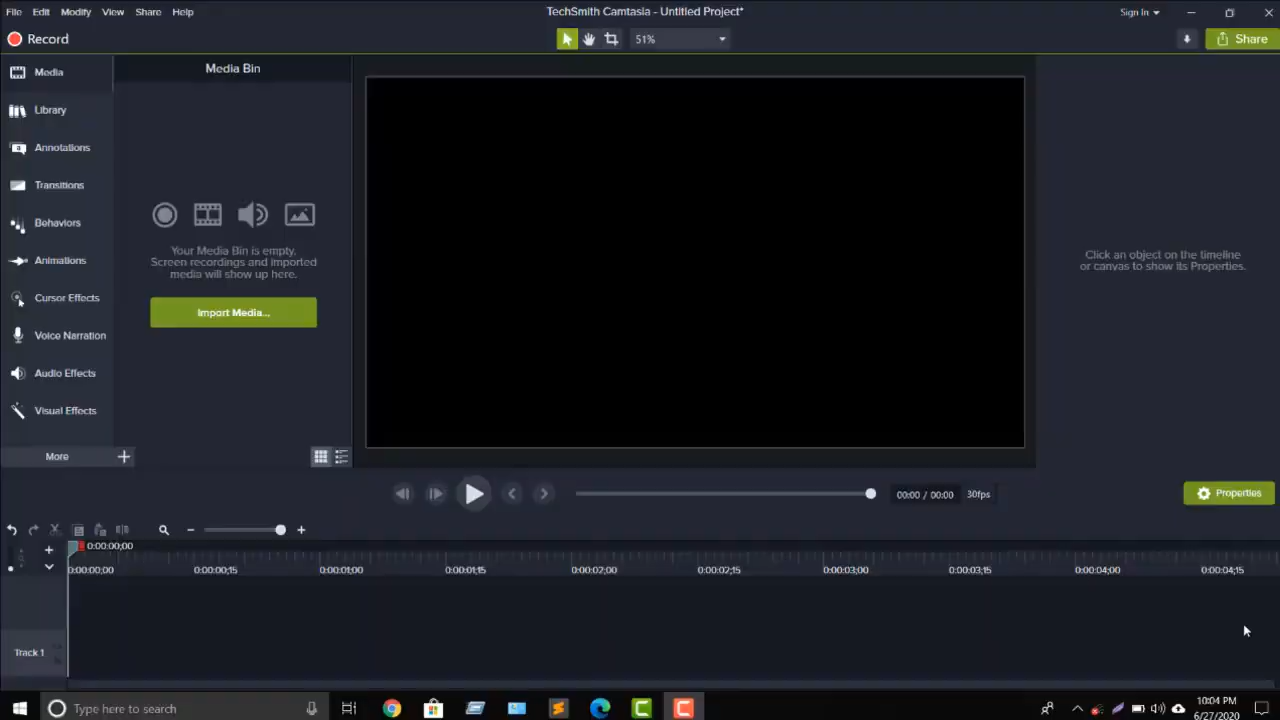 File Edit Modify View Share Help
TechSmith Camtasia - Untitled Project*
Sign In
Record
51%
Share
Media
Media Bin
Library
Annotations
Transitions
Behaviors
Animations
Cursor Effects
Voice Narration
Audio Effects
Visual Effects
More
Your Media Bin is empty.
Screen recordings and imported
media will show up here.
Import Media...
Click an object on the timeline
or canvas to show its Properties.
00:00 / 00:00
30fps
Properties
0:00:00;00
0:00:00;00 0:00:00;15 0:00:01;00 0:00:01;15 0:00:02;00 0:00:02;15 0:00:03;00 0:00:03;15 0:00:04;00 0:00:04;15
Track 1
Type here to search
10:04 PM
6/27/2020